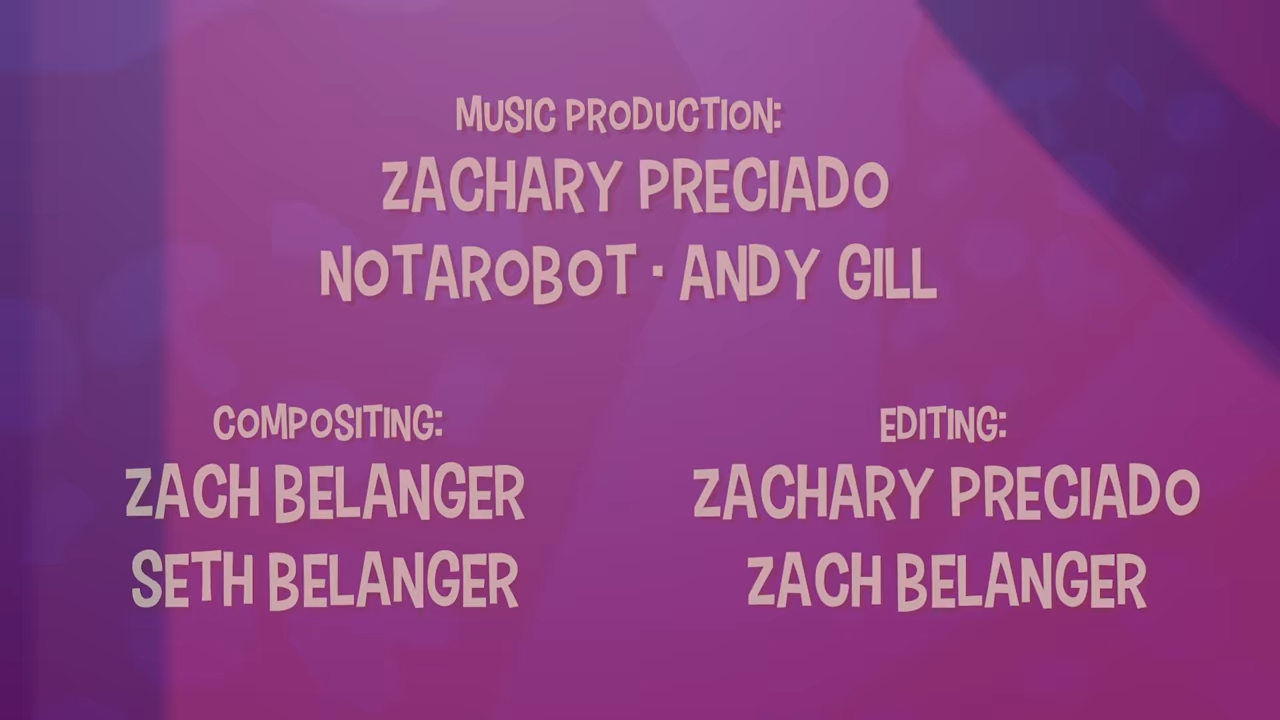 MUSIC PRODUCTION:
ZACHARY PRECIADO
NOTAROBOT · ANDY GILL
COMPOSITING:
ZACH BELANGER
SETH BELANGER
EDITING:
ZACHARY PRECIADO
ZACH BELANGER